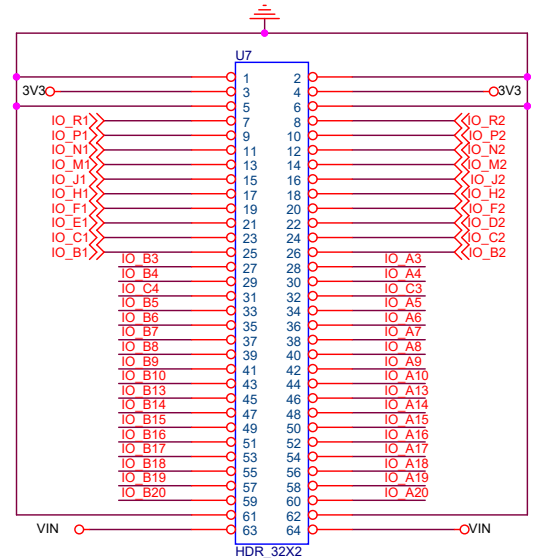 U7
1 2
3V3 3 4 3V3
5 6
IO_R1 7 8 IO_R2
IO_P1 9 10 IO_P2
IO_N1 11 12 IO_N2
IO_M1 13 14 IO_M2
IO_J1 15 16 IO_J2
IO_H1 17 18 IO_H2
IO_F1 19 20 IO_F2
IO_E1 21 22 IO_D2
IO_C1 23 24 IO_C2
IO_B1 25 26 IO_B2
IO_B3 27 28 IO_A3
IO_B4 29 30 IO_A4
IO_C4 31 32 IO_C3
IO_B5 33 34 IO_A5
IO_B6 35 36 IO_A6
IO_B7 37 38 IO_A7
IO_B8 39 40 IO_A8
IO_B9 41 42 IO_A9
IO_B10 43 44 IO_A10
IO_B13 45 46 IO_A13
IO_B14 47 48 IO_A14
IO_B15 49 50 IO_A15
IO_B16 51 52 IO_A16
IO_B17 53 54 IO_A17
IO_B18 55 56 IO_A18
IO_B19 57 58 IO_A19
IO_B20 59 60 IO_A20
61 62
VIN 63 64 VIN
HDR_32X2